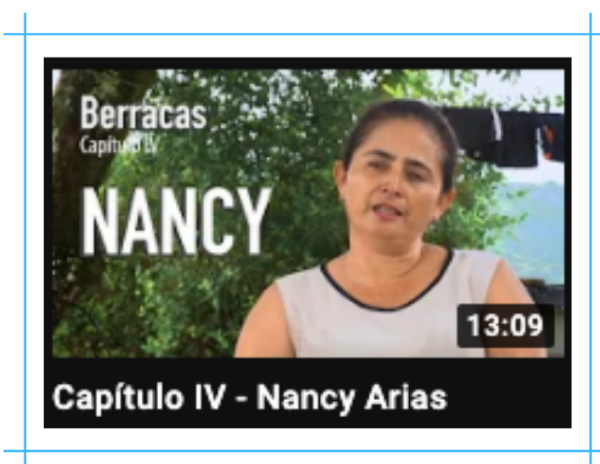 Berracas
Capítulo IV
NANCY
13:09
Capítulo IV - Nancy Arias